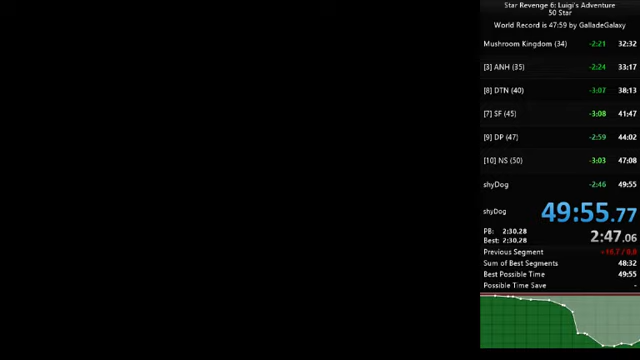 Star Revenge 6: Luigi's Adventure
50 Star
World Record is 47:59 by GalladeGalaxy
Mushroom Kingdom (34) -2:21 32:32
[3] ANH (35) -2:24 33:17
[8] DTN (40) -3:07 38:13
[7] SF (45) -3:08 41:47
[9] DP (47) -2:59 44:02
[10] NS (50) -3:03 47:08
shyDog -2:46 49:55
shyDog 49:55.77
PB: 2:30.28 2:47.06
Best: 2:30.28
Previous Segment +16.7 / 0.0
Sum of Best Segments 48:32
Best Possible Time 49:55
Possible Time Save -